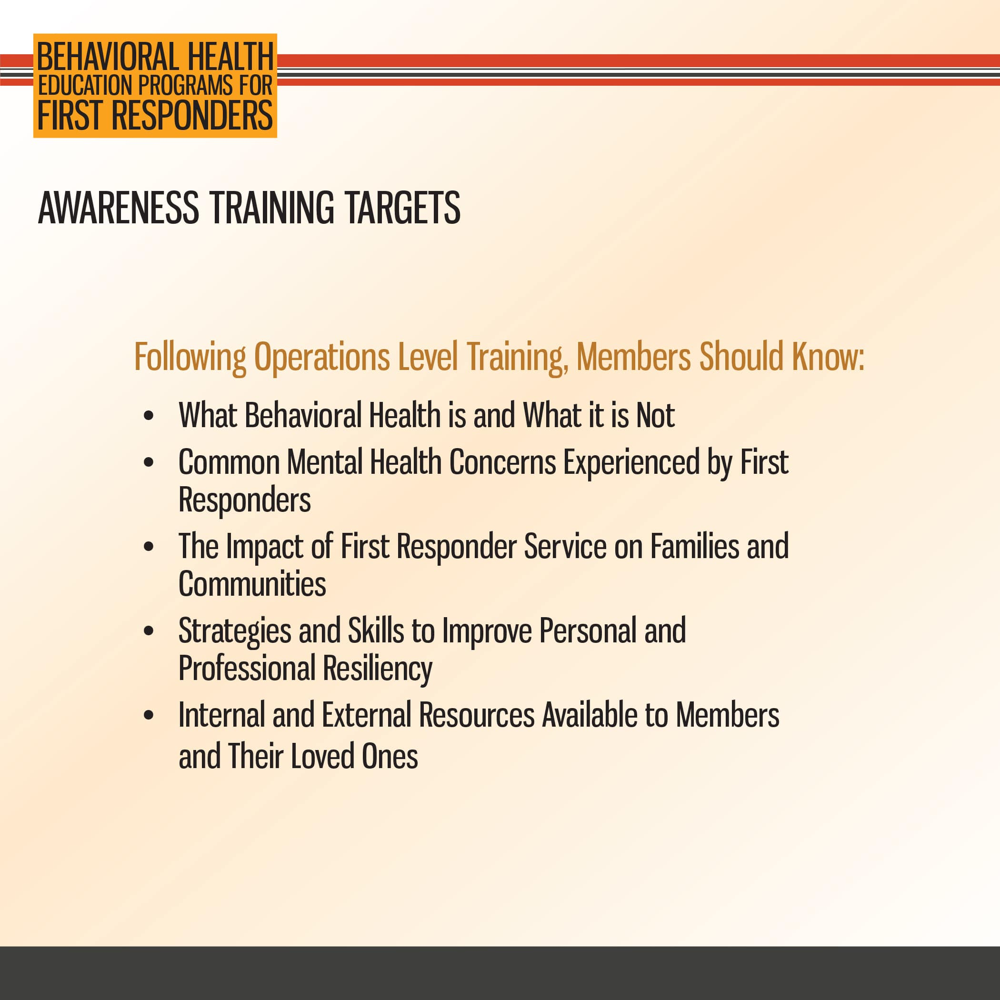 BEHAVIORAL HEALTH
EDUCATION PROGRAMS FOR
FIRST RESPONDERS
AWARENESS TRAINING TARGETS
Following Operations Level Training, Members Should Know:
• What Behavioral Health is and What it is Not
• Common Mental Health Concerns Experienced by First
Responders
• The Impact of First Responder Service on Families and
Communities
• Strategies and Skills to Improve Personal and
Professional Resiliency
• Internal and External Resources Available to Members
and Their Loved Ones